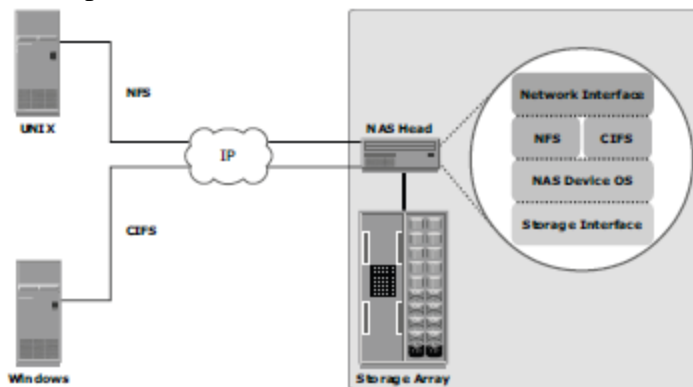 NFS
UNIX
IP
CIFS
Windows
NAS Head
Storage Array
Network Interface
NFS
CIFS
NAS Device OS
Storage Interface